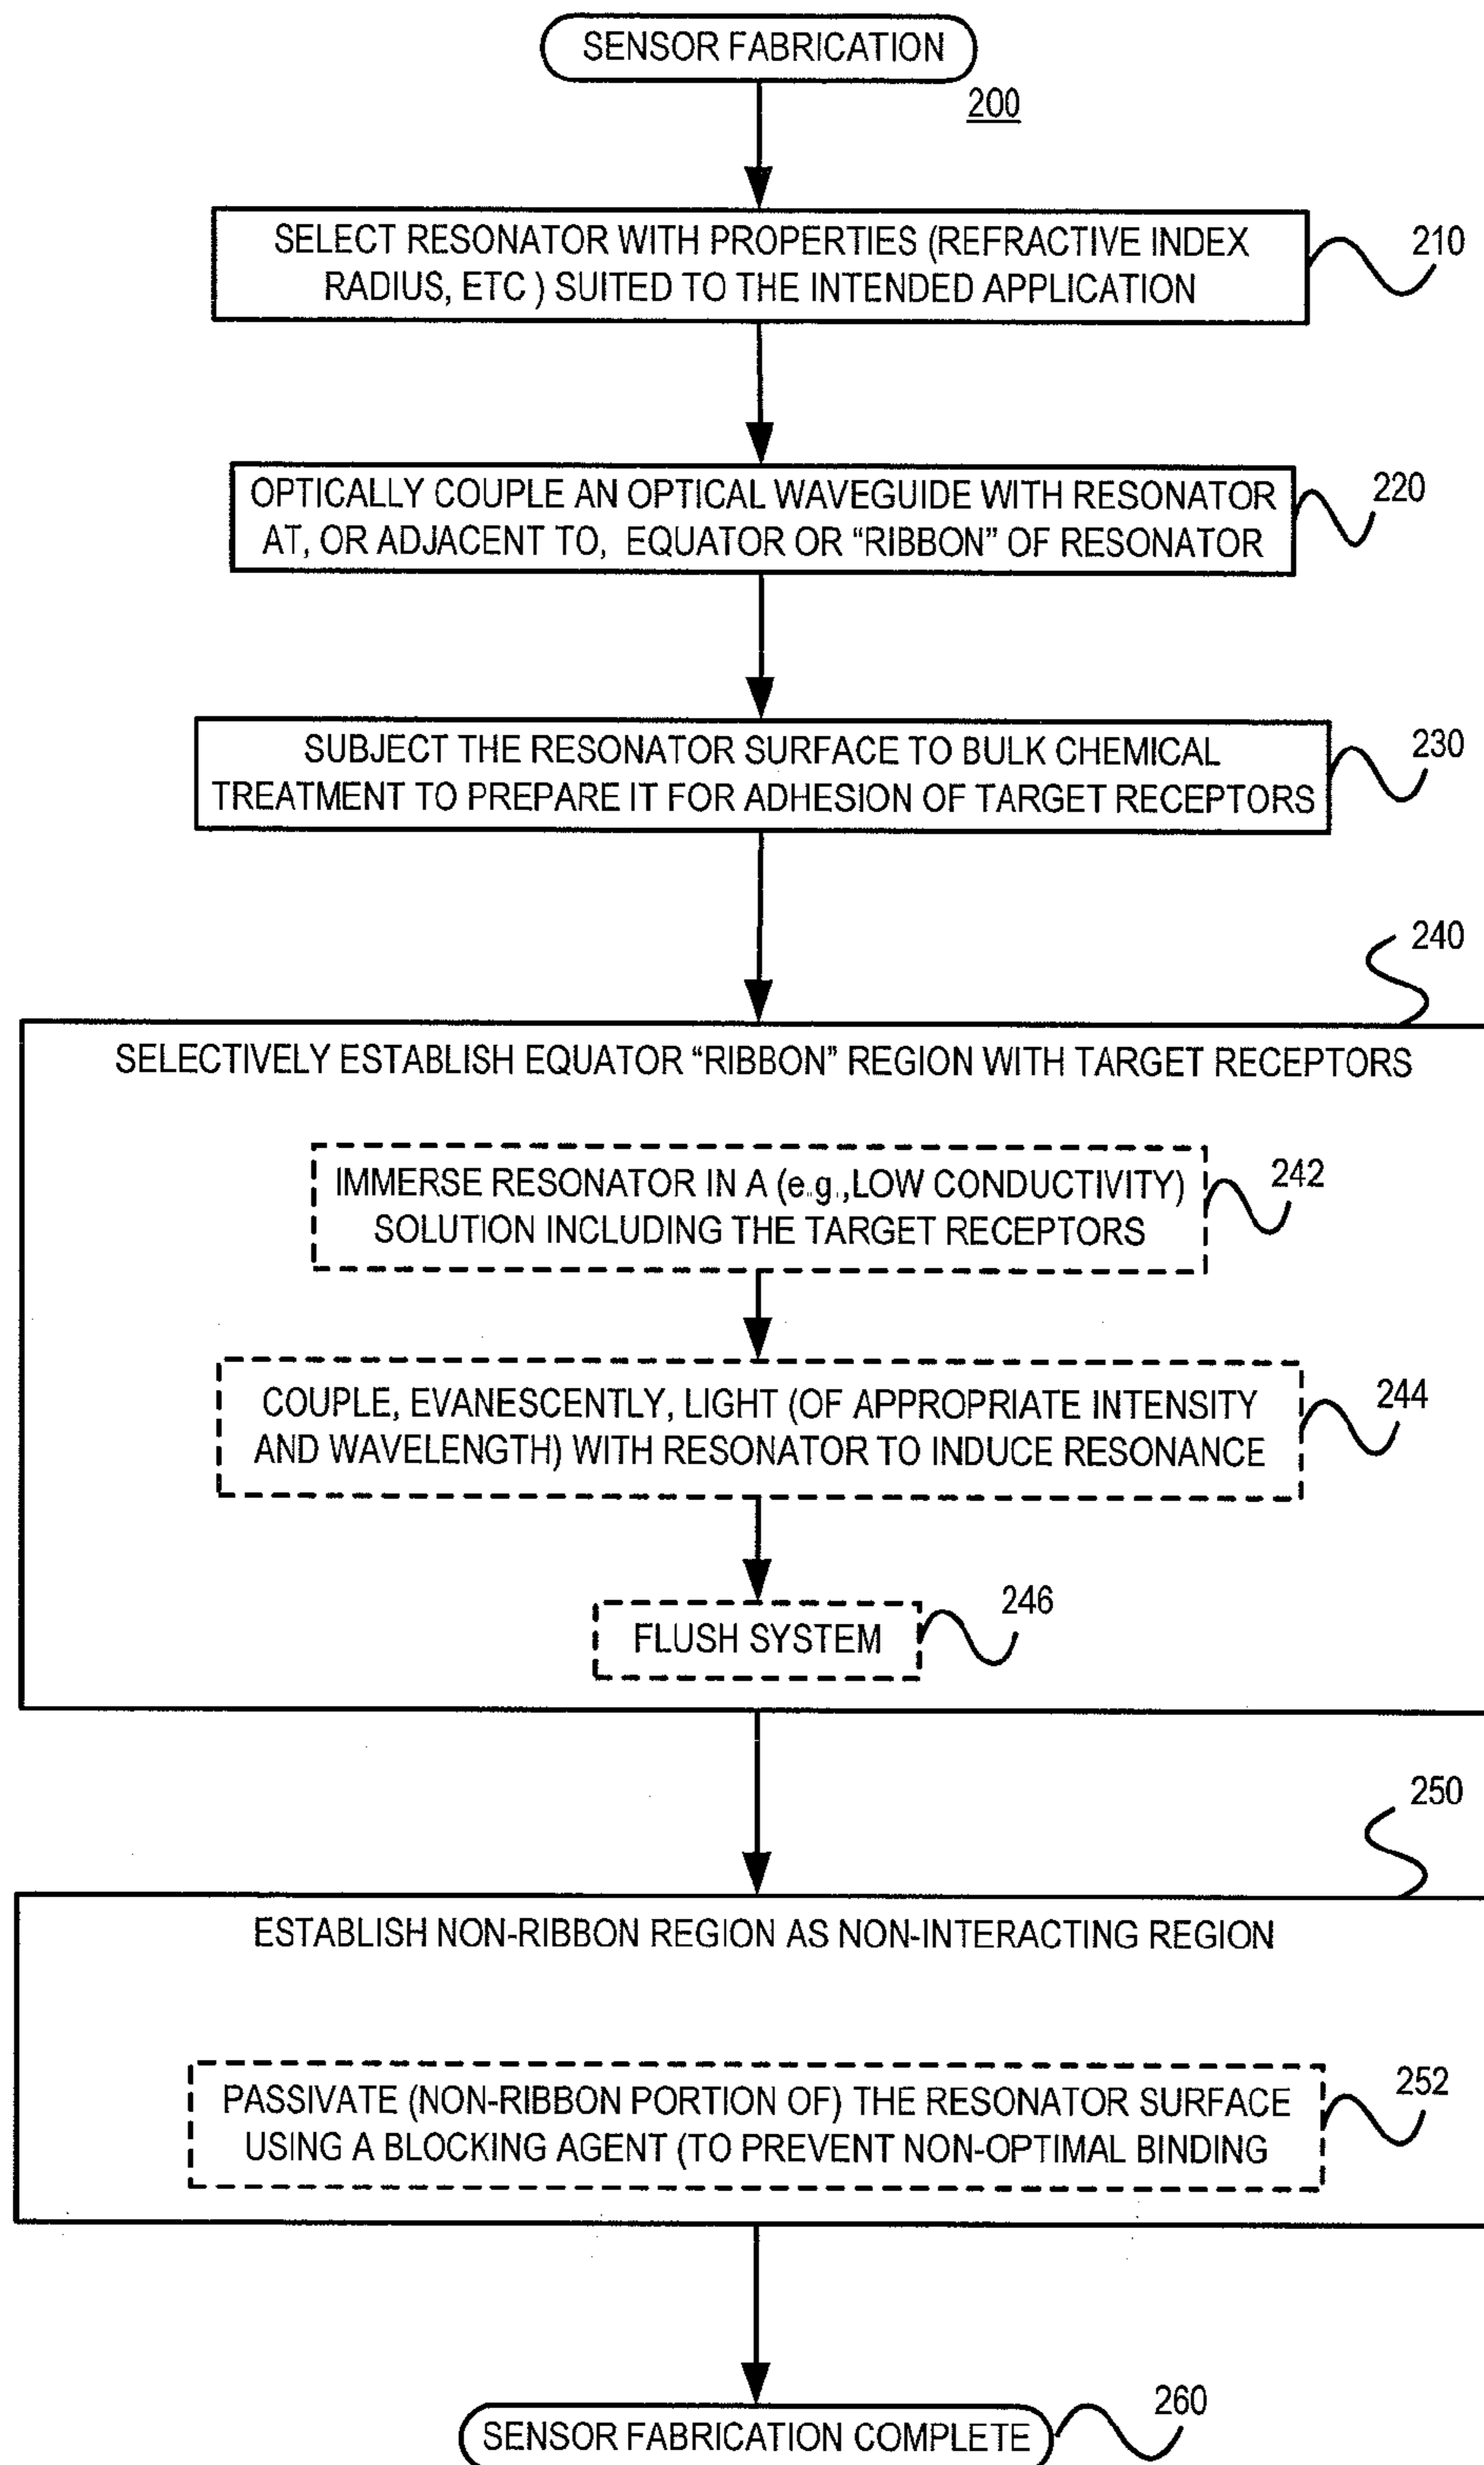 SENSOR FABRICATION
200
SELECT RESONATOR WITH PROPERTIES (REFRACTIVE INDEX
RADIUS, ETC ) SUITED TO THE INTENDED APPLICATION
210
OPTICALLY COUPLE AN OPTICAL WAVEGUIDE WITH RESONATOR
AT, OR ADJACENT TO, EQUATOR OR “RIBBON” OF RESONATOR
220
SUBJECT THE RESONATOR SURFACE TO BULK CHEMICAL
TREATMENT TO PREPARE IT FOR ADHESION OF TARGET RECEPTORS
230
240
SELECTIVELY ESTABLISH EQUATOR “RIBBON” REGION WITH TARGET RECEPTORS
IMMERSE RESONATOR IN A (e.g.,LOW CONDUCTIVITY)
SOLUTION INCLUDING THE TARGET RECEPTORS
242
COUPLE, EVANESCENTLY, LIGHT (OF APPROPRIATE INTENSITY
AND WAVELENGTH) WITH RESONATOR TO INDUCE RESONANCE
244
FLUSH SYSTEM
246
250
ESTABLISH NON-RIBBON REGION AS NON-INTERACTING REGION
PASSIVATE (NON-RIBBON PORTION OF) THE RESONATOR SURFACE
USING A BLOCKING AGENT (TO PREVENT NON-OPTIMAL BINDING
252
SENSOR FABRICATION COMPLETE
260